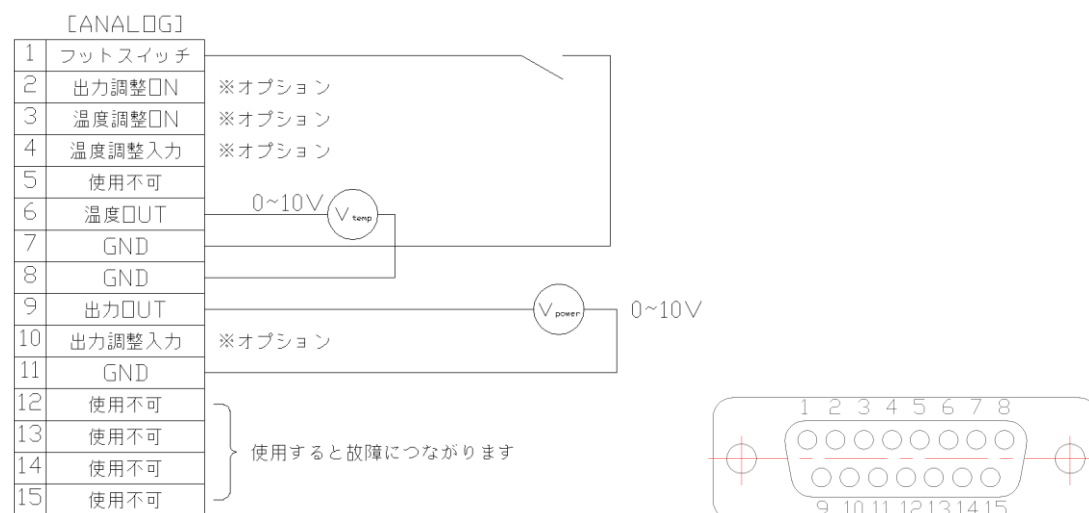 [ANALOG]
1 フットスイッチ
2 出力調整ON ※オプション
3 温度調整ON ※オプション
4 温度調整入力 ※オプション
5 使用不可
6 温度OUT 0~10V V temp
7 GND
8 GND
9 出力OUT V power 0~10V
10 出力調整入力 ※オプション
11 GND
12 使用不可
13 使用不可
14 使用不可
15 使用不可
使用すると故障につながります
1 2 3 4 5 6 7 8
9 10 11 12 13 14 15